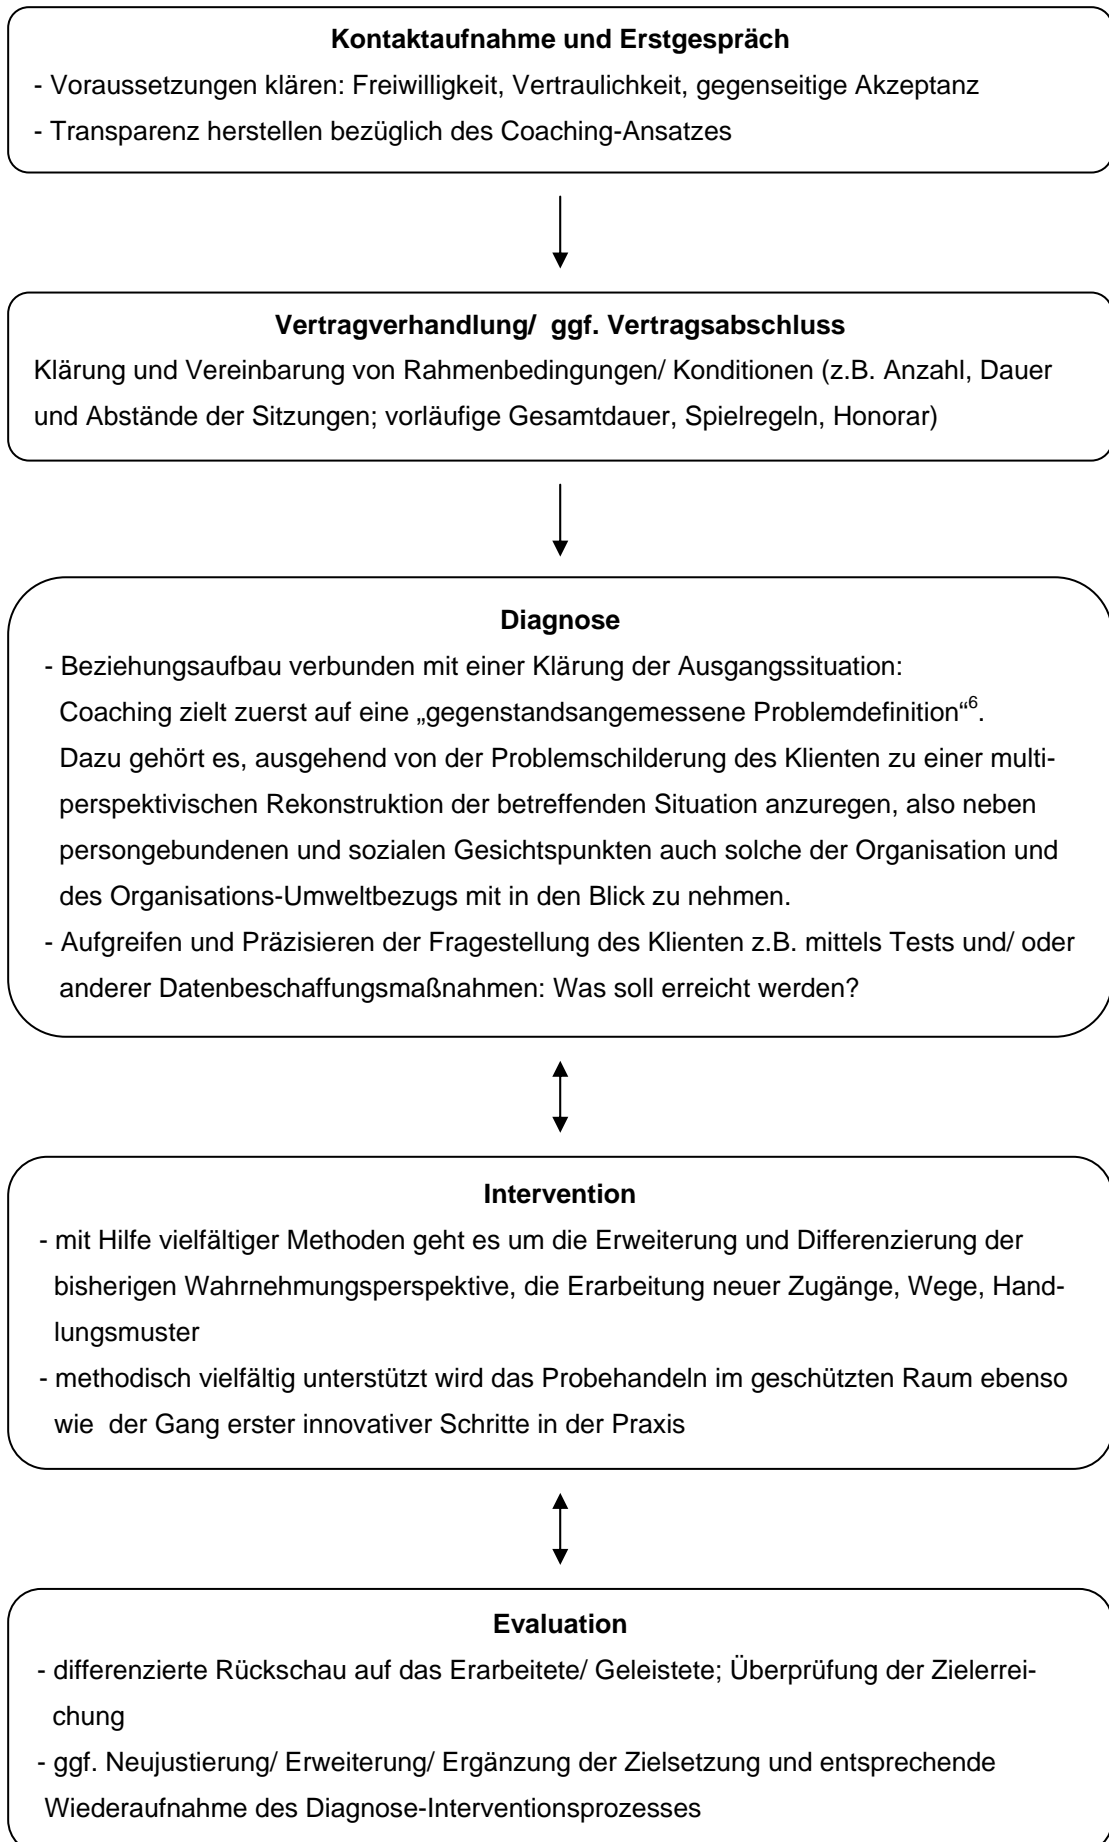 Kontaktaufnahme und Erstgespräch
- Voraussetzungen klären: Freiwilligkeit, Vertraulichkeit, gegenseitige Akzeptanz
- Transparenz herstellen bezüglich des Coaching-Ansatzes
Vertragverhandlung/ ggf. Vertragsabschluss
Klärung und Vereinbarung von Rahmenbedingungen/ Konditionen (z.B. Anzahl, Dauer
und Abstände der Sitzungen; vorläufige Gesamtdauer, Spielregeln, Honorar)
Diagnose
- Beziehungsaufbau verbunden mit einer Klärung der Ausgangssituation:
Coaching zielt zuerst auf eine „gegenstandsangemessene Problemdefinition“⁶.
Dazu gehört es, ausgehend von der Problemschilderung des Klienten zu einer multi-
perspektivischen Rekonstruktion der betreffenden Situation anzuregen, also neben
persongebundenen und sozialen Gesichtspunkten auch solche der Organisation und
des Organisations-Umweltbezugs mit in den Blick zu nehmen.
- Aufgreifen und Präzisieren der Fragestellung des Klienten z.B. mittels Tests und/ oder
anderer Datenbeschaffungsmaßnahmen: Was soll erreicht werden?
Intervention
- mit Hilfe vielfältiger Methoden geht es um die Erweiterung und Differenzierung der
bisherigen Wahrnehmungsperspektive, die Erarbeitung neuer Zugänge, Wege, Hand-
lungsmuster
- methodisch vielfältig unterstützt wird das Probehandeln im geschützten Raum ebenso
wie der Gang erster innovativer Schritte in der Praxis
Evaluation
- differenzierte Rückschau auf das Erarbeitete/ Geleistete; Überprüfung der Zielerrei-
chung
- ggf. Neujustierung/ Erweiterung/ Ergänzung der Zielsetzung und entsprechende
Wiederaufnahme des Diagnose-Interventionsprozesses